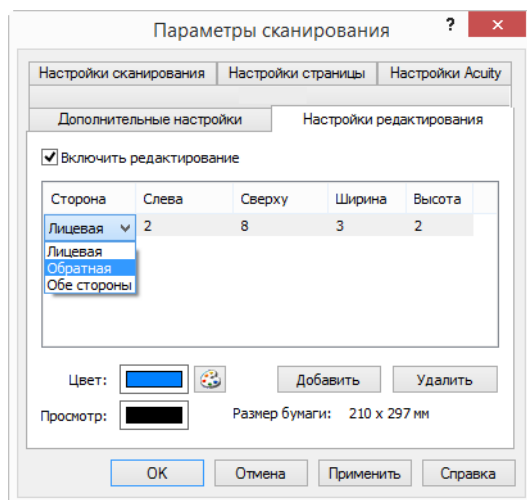 Параметры сканирования ?
Настройки сканирования Настройки страницы Настройки Acuity
Дополнительные настройки Настройки редактирования
Включить редактирование
Сторона Слева Сверху Ширина Высота
Лицевая 2 8 3 2
Лицевая
Обратная
Обе стороны
Цвет: Добавить Удалить
Просмотр: Размер бумаги: 210 x 297 мм
OK Отмена Применить Справка